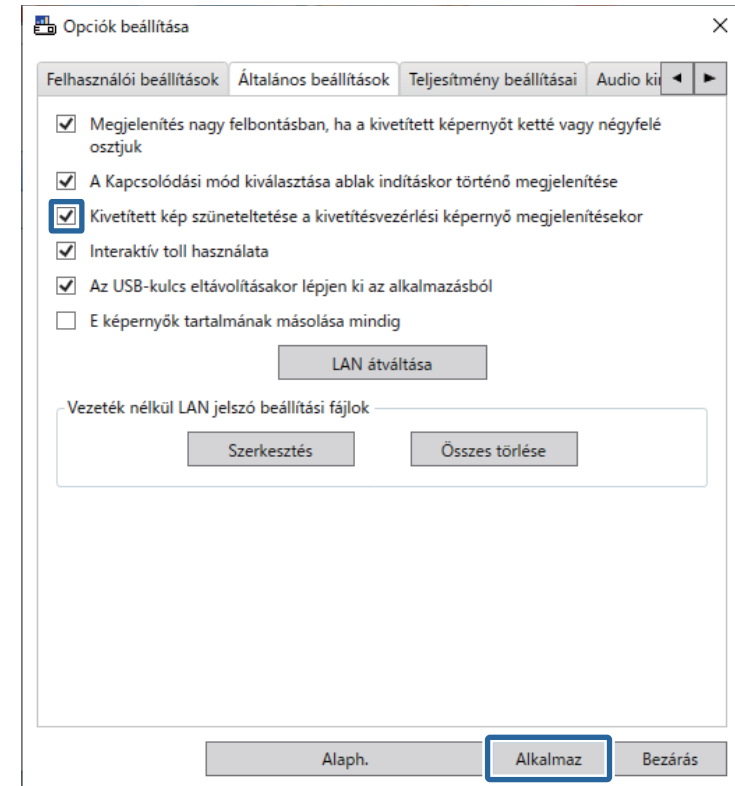 Opciók beállítása
Felhasználói beállítások Általános beállítások Teljesítmény beállításai Audio
Megjelenítés nagy felbontásban, ha a kivetített képernyőt ketté vagy négyfelé
osztjuk
A Kapcsolódási mód kiválasztása ablak indításkor történő megjelenítése
Kivetített kép szüneteltetése a kivetítésvezérlési képernyő megjelenítésekor
Interaktív toll használata
Az USB-kulcs eltávolításakor lépjen ki az alkalmazásból
E képernyők tartalmának másolása mindig
LAN átváltása
Vezeték nélkül LAN jelszó beállítási fájlok
Szerkesztés Összes törlése
Alaph. Alkalmaz Bezárás